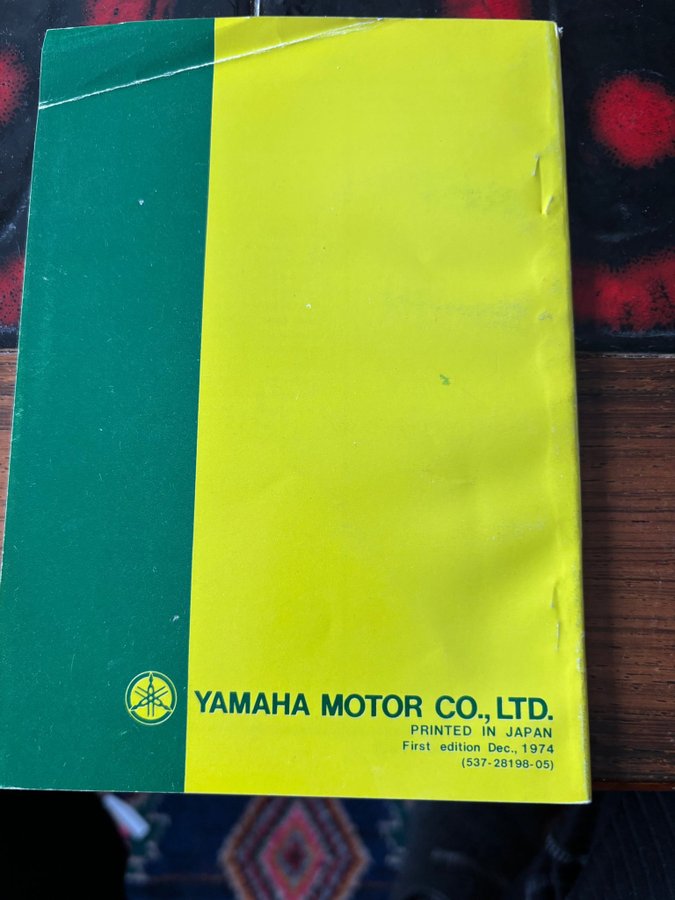 YAMAHA MOTOR CO., LTD.
PRINTED IN JAPAN
First edition Dec., 1974
(537-28198-05)